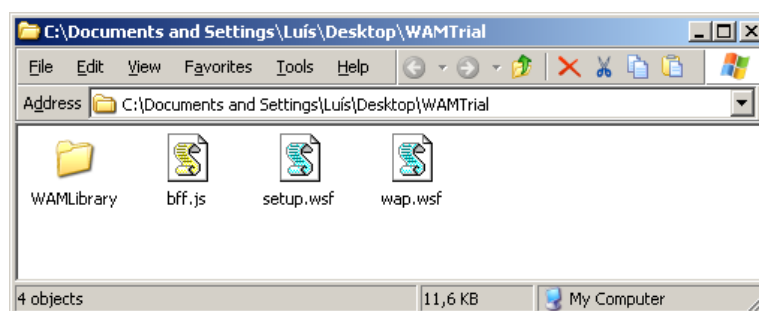 C:\Documents and Settings\Luís\Desktop\WAMTrial
File Edit View Favorites Tools Help
Address C:\Documents and Settings\Luís\Desktop\WAMTrial
WAMLibrary bff.js setup.wsf wap.wsf
4 objects 11,6 KB My Computer